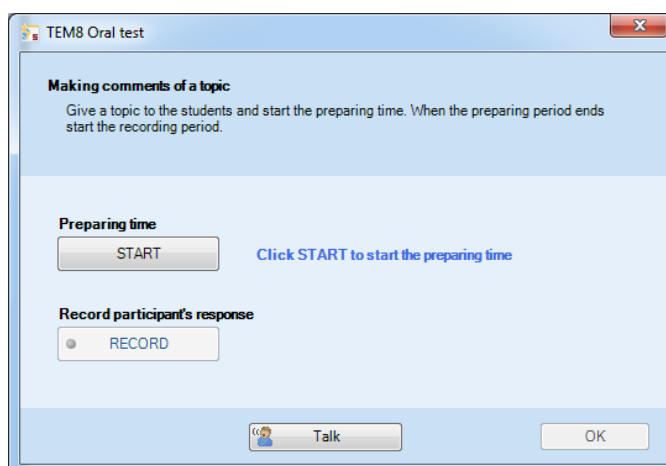 TEM8 Oral test
Making comments of a topic
Give a topic to the students and start the preparing time. When the preparing period ends
start the recording period.
Preparing time
START
Click START to start the preparing time
Record participant's response
RECORD
Talk
OK